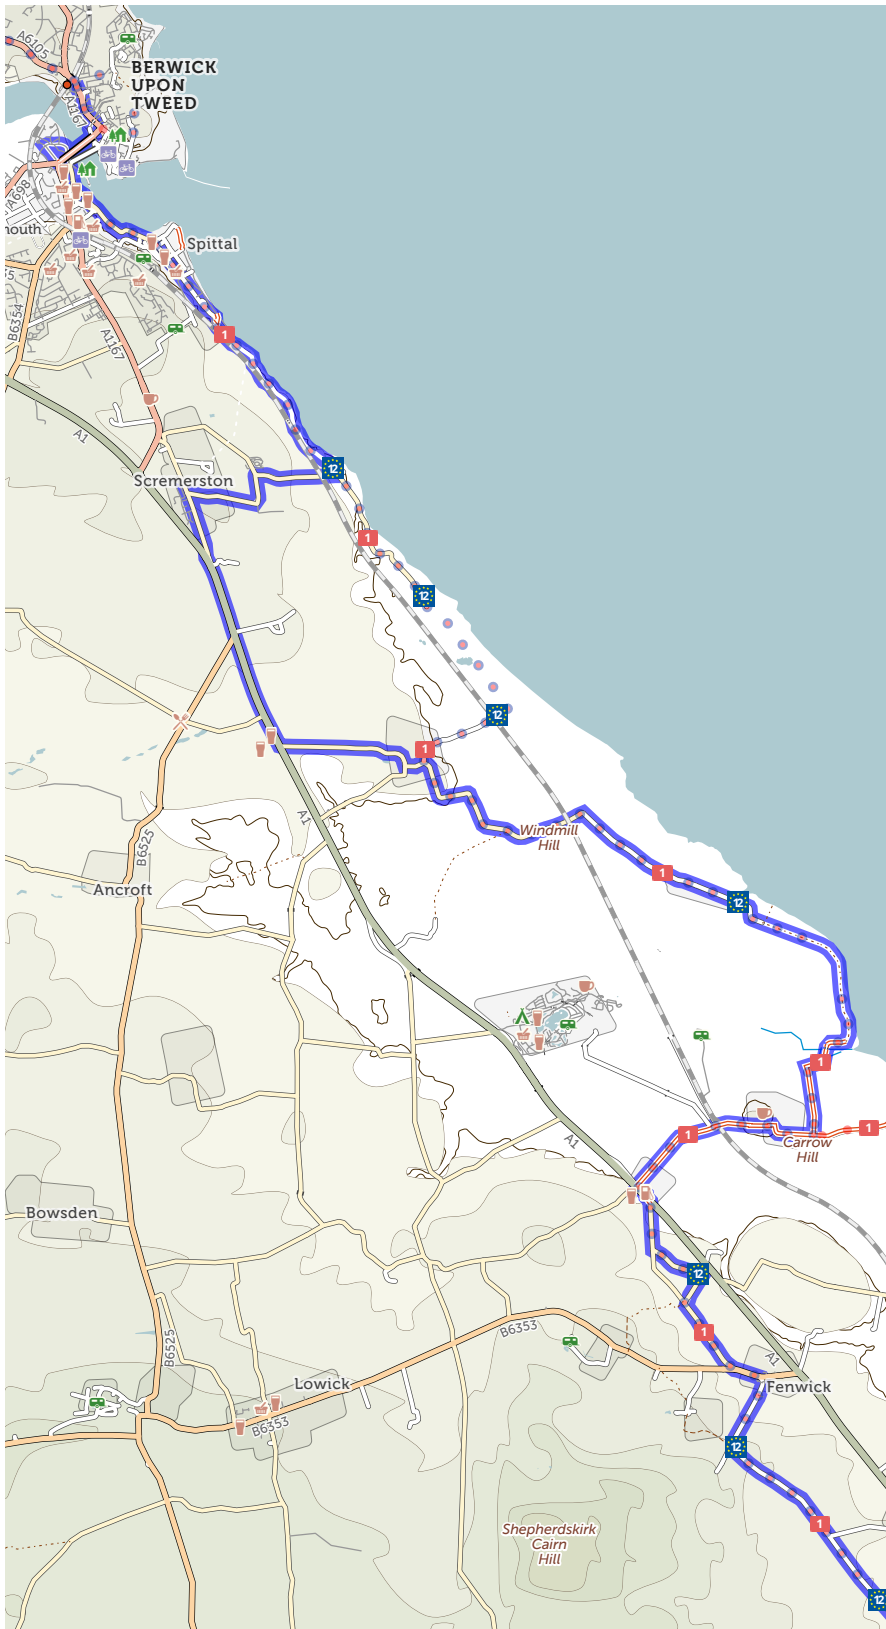 A6105
BERWICK
UPON
TWEED
A1167
A698
mouth
Spittal
B6354
A1167
1
A1
12
Scremerston
1
12
12
1
A1
Windmill
Hill
B6525
1
Ancroft
12
1
1
1
A1
Carrow
Hill
Bowsden
12
1
B6353
B6525
A1
Lowick
Fenwick
B6353
12
1
Shepherdskirk
Cairn
Hill
12